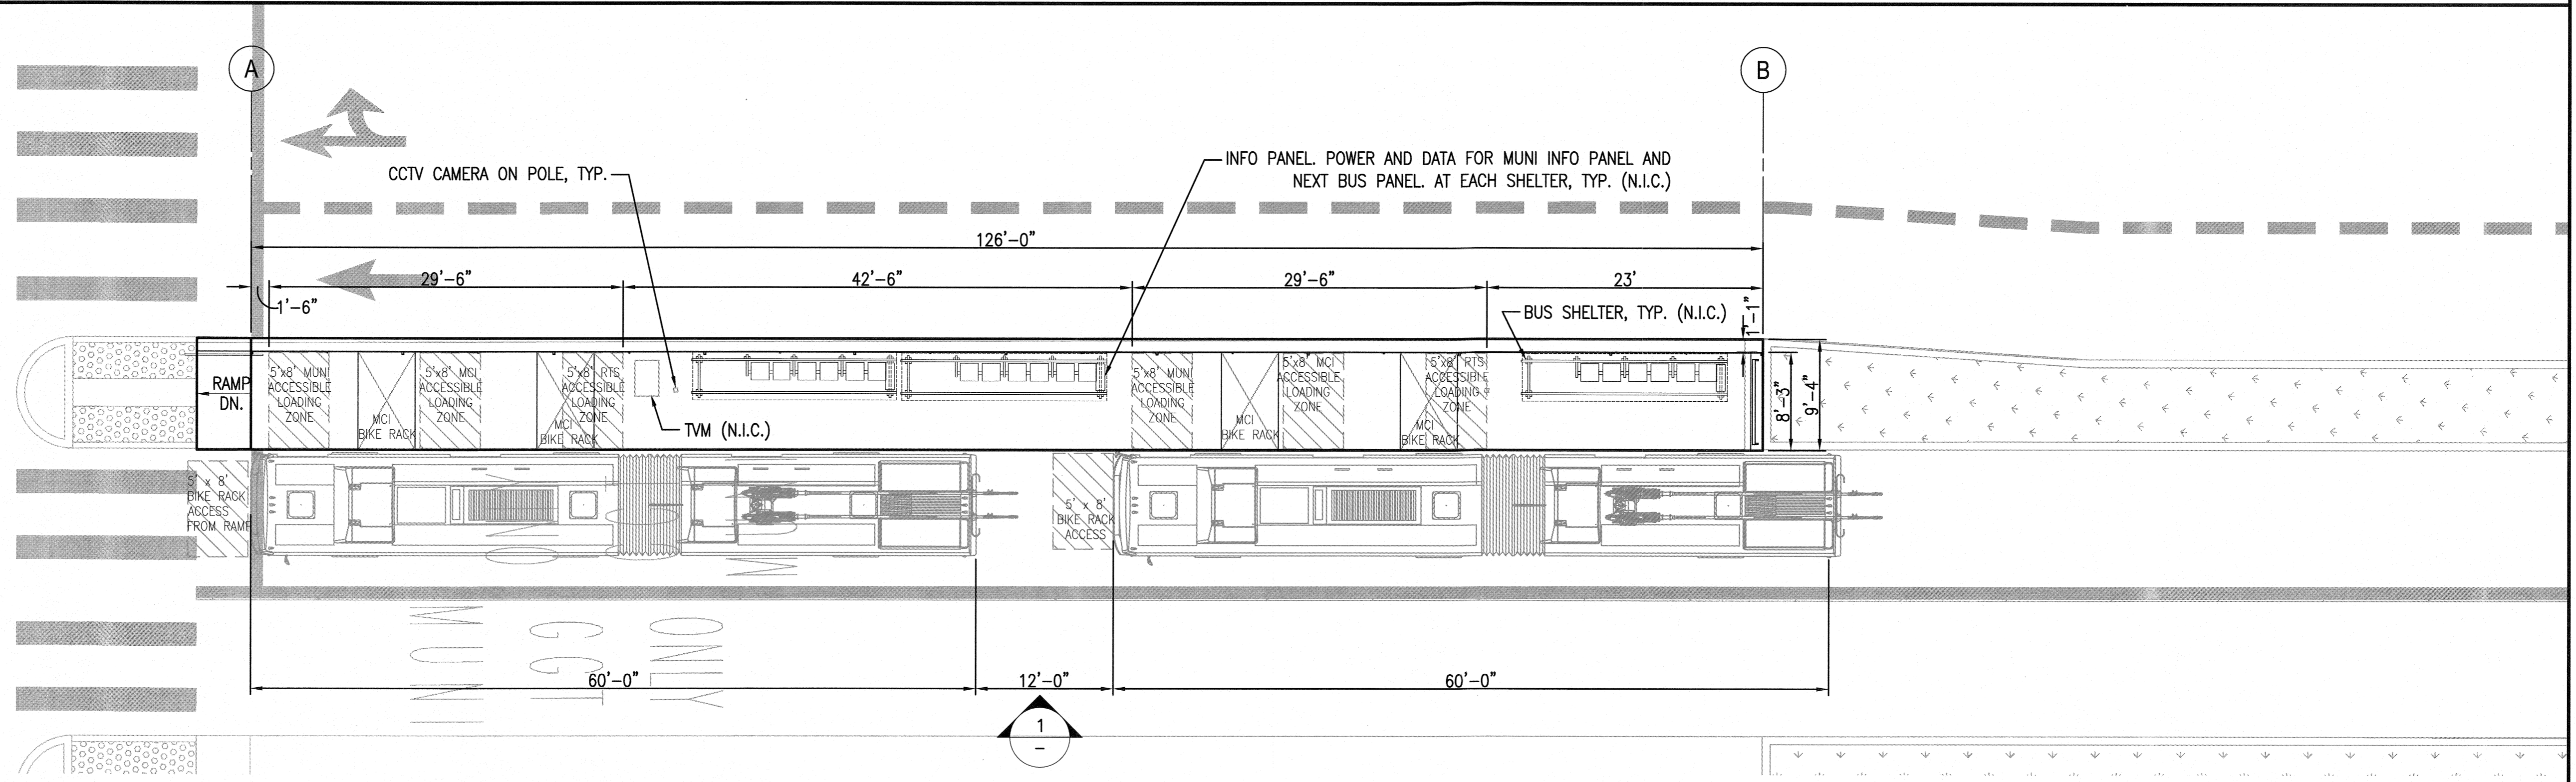 A
B
CCTV CAMERA ON POLE, TYP.
INFO PANEL. POWER AND DATA FOR MUNI INFO PANEL AND
NEXT BUS PANEL. AT EACH SHELTER, TYP. (N.I.C.)
126'-0"
29'-6"
42'-6"
29'-6"
23'
1'-6"
BUS SHELTER, TYP. (N.I.C.)
1'-1"
RAMP
DN.
5'x8' MUNI
ACCESSIBLE
LOADING
ZONE
MCI
BIKE RACK
5'x8' MCI
ACCESSIBLE
LOADING
ZONE
MCI
BIKE RACK
5'x8' RTS
ACCESSIBLE
LOADING
ZONE
TVM (N.I.C.)
5'x8' MUNI
ACCESSIBLE
LOADING
ZONE
MCI
BIKE RACK
5'x8' MCI
ACCESSIBLE
LOADING
ZONE
MCI
BIKE RACK
5'x8' RTS
ACCESSIBLE
LOADING
ZONE
8'-3"
9'-4"
5' x 8'
BIKE RACK
ACCESS
FROM RAMP
5' x 8'
BIKE RACK
ACCESS
ONLY
GGT
MUNI
60'-0"
12'-0"
60'-0"
1
-